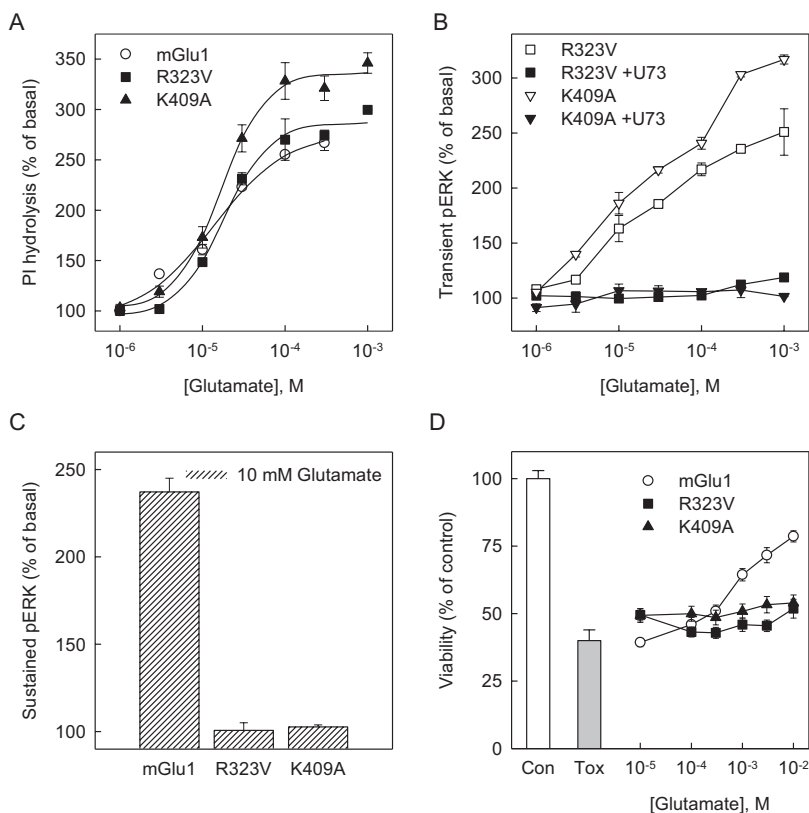 A
mGlu1
R323V
K409A
PI hydrolysis (% of basal)
350
300
250
200
150
100
10-6
10-5
10-4
10-3
[Glutamate], M
B
R323V
R323V +U73
K409A
K409A +U73
Transient pERK (% of basal)
300
250
200
150
100
10-6
10-5
10-4
10-3
[Glutamate], M
C
10 mM Glutamate
Sustained pERK (% of basal)
250
200
150
100
mGlu1
R323V
K409A
D
mGlu1
R323V
K409A
Viability (% of control)
100
75
50
25
0
Con
Tox
10-5
10-4
10-3
10-2
[Glutamate], M